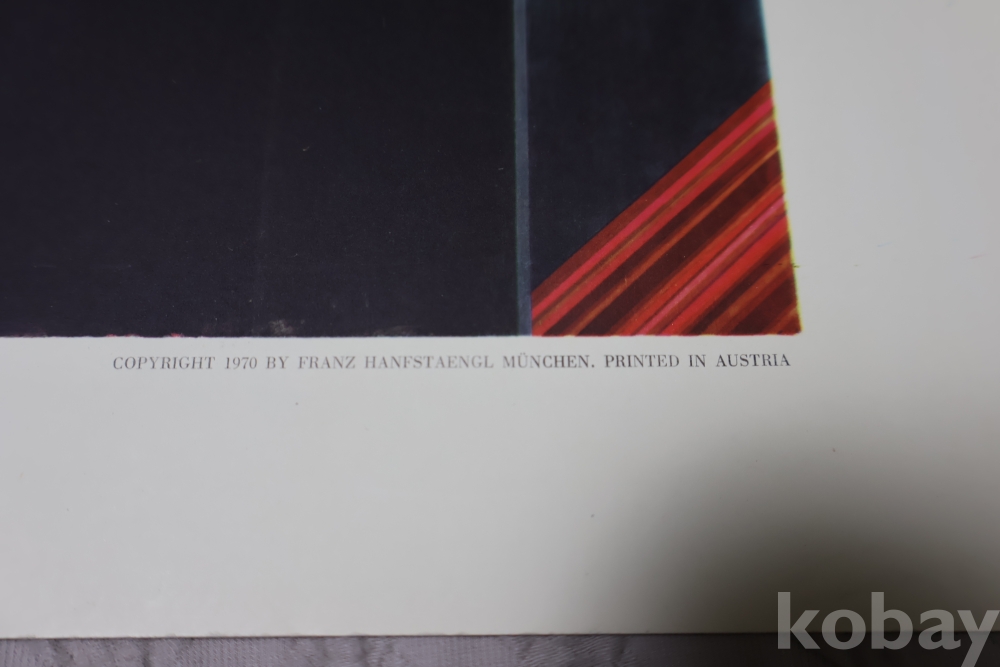 COPYRIGHT 1970 BY FRANZ HANFSTAENGL MÜNCHEN. PRINTED IN AUSTRIA
kobay